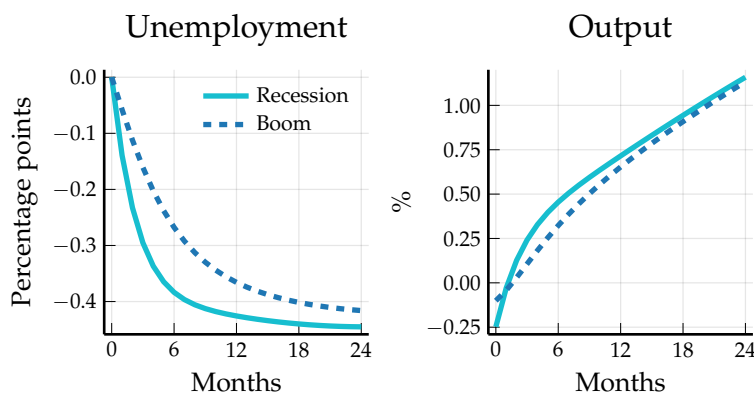 Unemployment
Percentage points
0.0
−0.1
−0.2
−0.3
−0.4
Recession
Boom
0 6 12 18 24
Months
Output
%
1.00
0.75
0.50
0.25
0.00
−0.25
0 6 12 18 24
Months